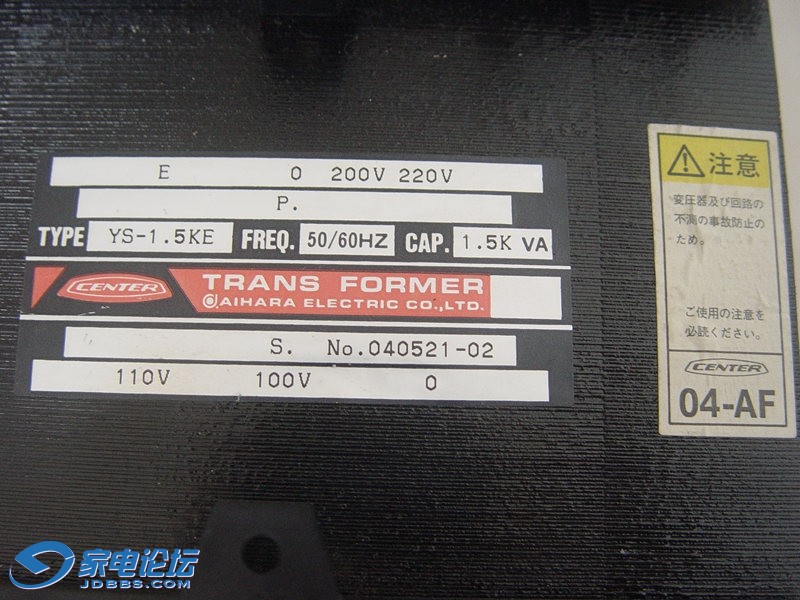 E 0 200V 220V
P.
TYPE YS-1.5KE FREQ. 50/60HZ CAP. 1.5K VA
CENTER TRANS FORMER
AIHARA ELECTRIC CO.,LTD.
S. No.040521-02
110V 100V 0
注意
変圧器及び回路の
不測の事故防止の
ため。
ご使用の注意を
必読ください。
CENTER
04-AF
家电论坛
JDBBS.COM